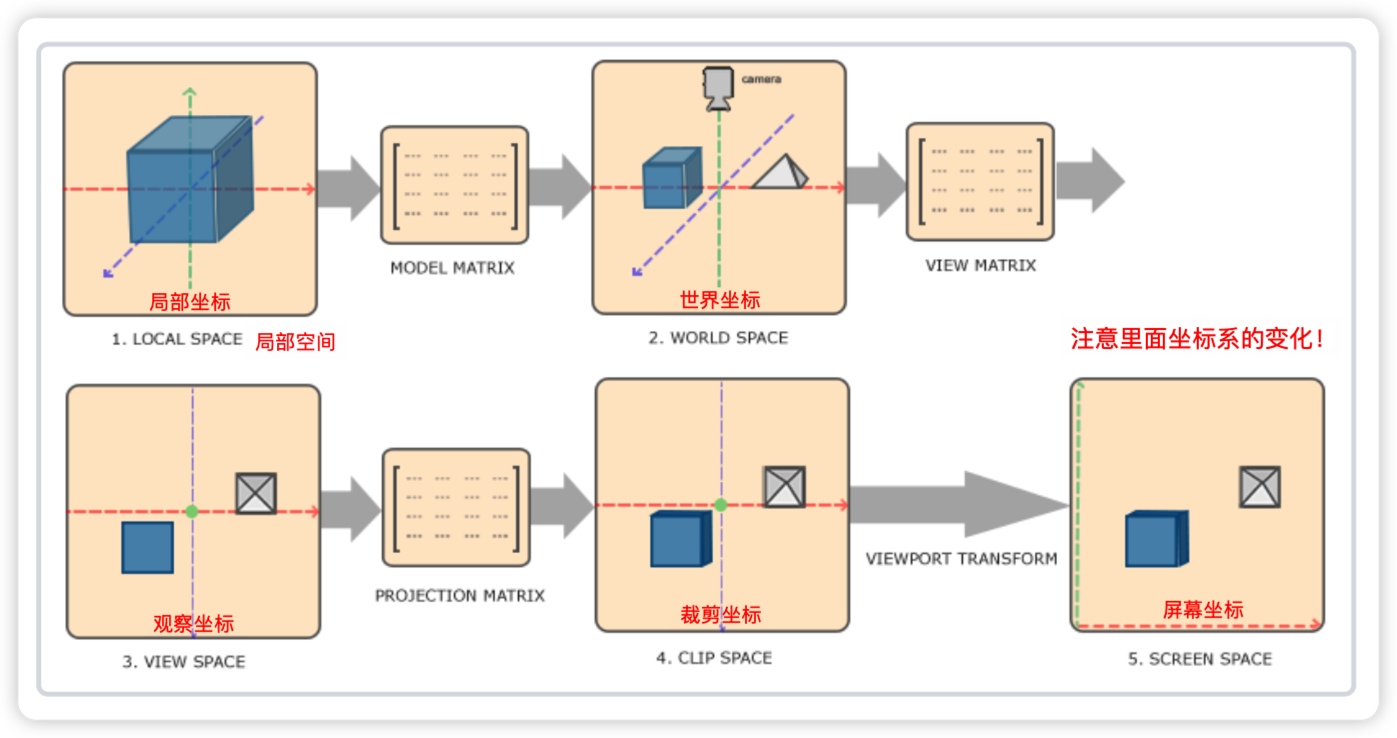 camera
MODEL MATRIX
VIEW MATRIX
局部坐标
世界坐标
1. LOCAL SPACE 局部空间
2. WORLD SPACE
注意里面坐标系的变化！
VIEWPORT TRANSFORM
PROJECTION MATRIX
观察坐标
裁剪坐标
屏幕坐标
3. VIEW SPACE
4. CLIP SPACE
5. SCREEN SPACE